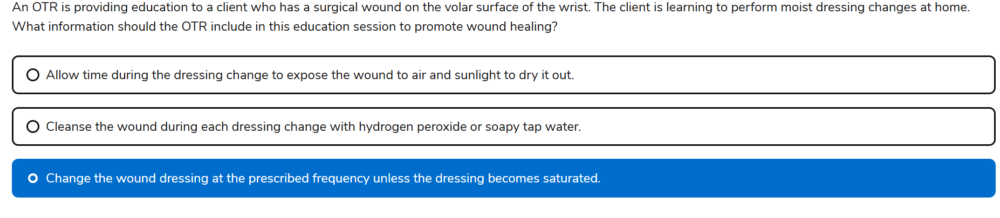 An OTR is providing education to a client who has a surgical wound on the volar surface of the wrist. The client is learning to perform moist dressing changes at home.
What information should the OTR include in this education session to promote wound healing?
Allow time during the dressing change to expose the wound to air and sunlight to dry it out.
Cleanse the wound during each dressing change with hydrogen peroxide or soapy tap water.
Change the wound dressing at the prescribed frequency unless the dressing becomes saturated.